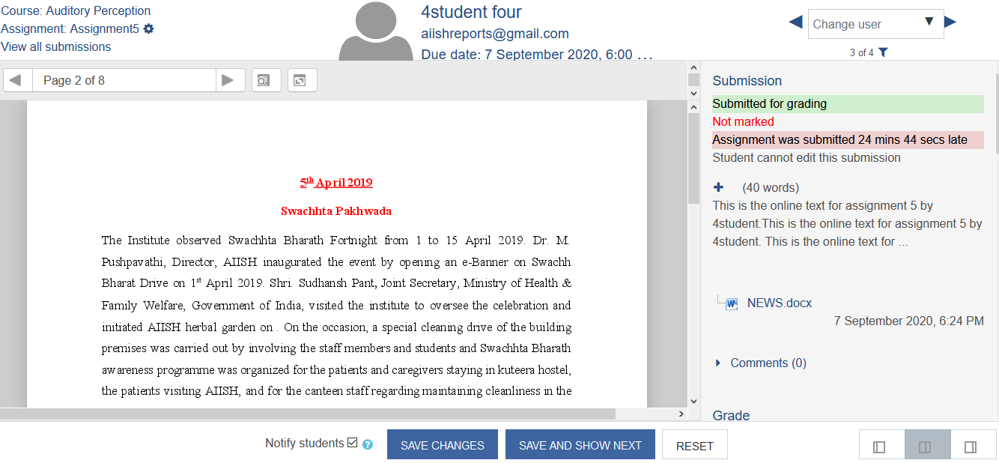 Course: Auditory Perception
Assignment: Assignment5
View all submissions
4student four
aiishreports@gmail.com
Due date: 7 September 2020, 6:00 ...
Change user
3 of 4
Page 2 of 8
5th April 2019
Swachhta Pakhwada
The Institute observed Swachhta Bharath Fortnight from 1 to 15 April 2019. Dr. M.
Pushpavathi, Director, AIISH inaugurated the event by opening an e-Banner on Swachh
Bharat Drive on 1st April 2019. Shri. Sudhansh Pant, Joint Secretary, Ministry of Health &
Family Welfare, Government of India, visited the institute to oversee the celebration and
initiated AIISH herbal garden on . On the occasion, a special cleaning drive of the building
premises was carried out by involving the staff members and students and Swachhta Bharath
awareness programme was organized for the patients and caregivers staying in kuteera hostel,
the patients visiting AIISH, and for the canteen staff regarding maintaining cleanliness in the
Submission
Submitted for grading
Not marked
Assignment was submitted 24 mins 44 secs late
Student cannot edit this submission
(40 words)
This is the online text for assignment 5 by
4student.This is the online text for assignment 5 by
4student. This is the online text for ...
NEWS.docx
7 September 2020, 6:24 PM
Comments (0)
Grade
Notify students
SAVE CHANGES
SAVE AND SHOW NEXT
RESET